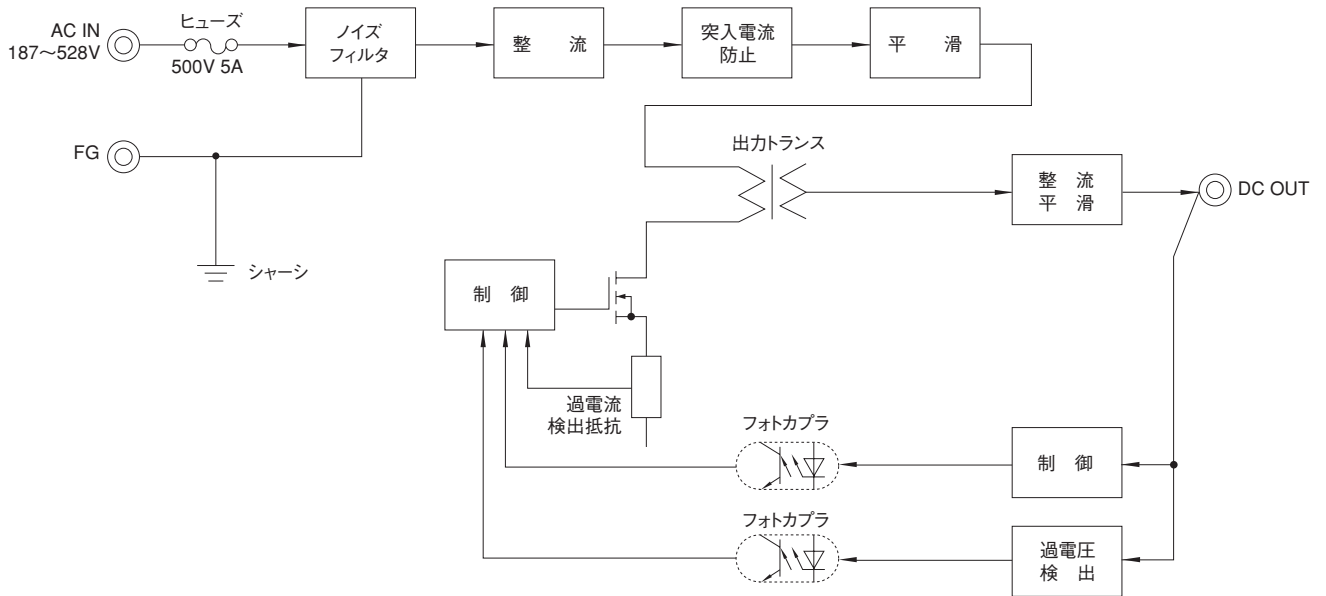 AC IN
187～528V
ヒューズ
500V 5A
ノイズ
フィルタ
整 流
突入電流
防止
平 滑
FG
シャーシ
出力トランス
整 流
平 滑
DC OUT
制 御
過電流
検出抵抗
フォトカプラ
制 御
フォトカプラ
過電圧
検 出